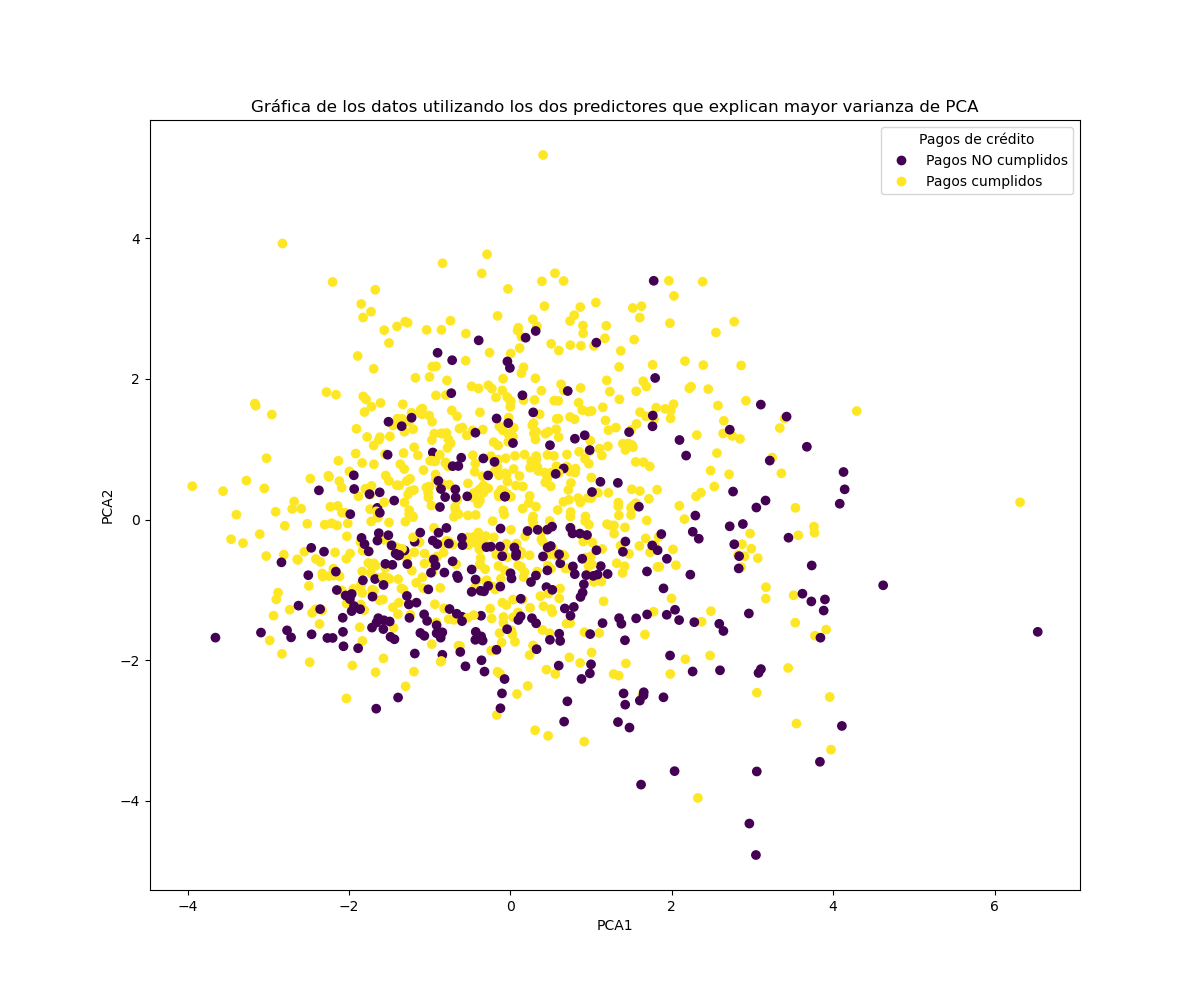 Gráfica de los datos utilizando los dos predictores que explican mayor varianza de PCA
Pagos de crédito
Pagos NO cumplidos
Pagos cumplidos
PCA2
4
2
0
−2
−4
−4 −2 0 2 4 6
PCA1